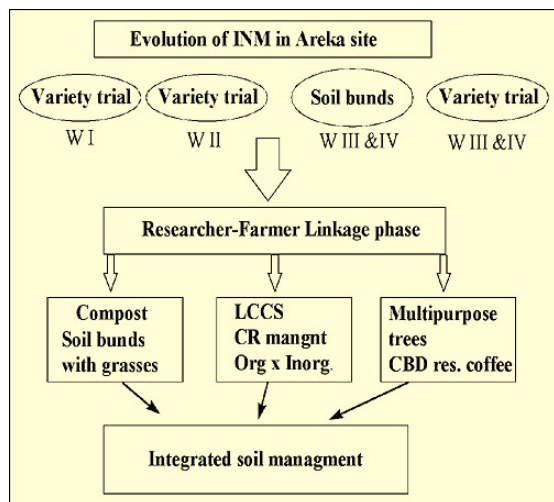 Evolution of INM in Areka site
Variety trial
W I
Variety trial
W II
Soil bunds
W III &IV
Variety trial
W III &IV
Researcher-Farmer Linkage phase
Compost
Soil bunds
with grasses
LCCS
CR mangnt
Org x Inorg.
Multipurpose
trees
CBD res. coffee
Integrated soil managment